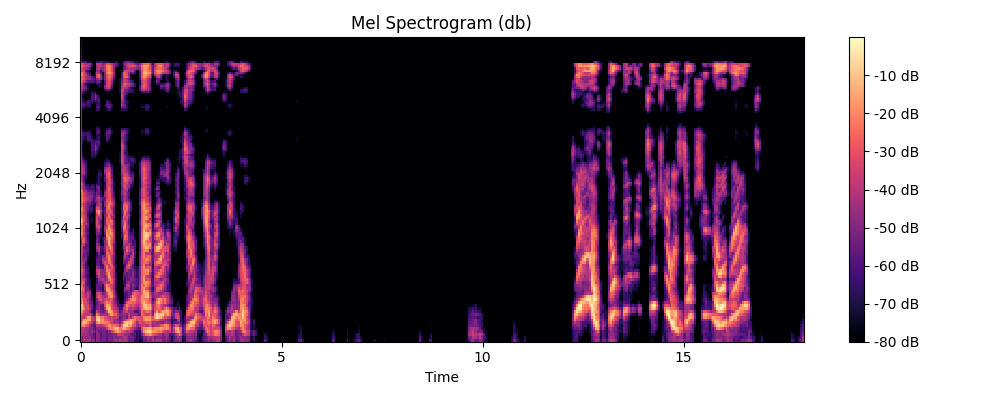 Mel Spectrogram (db)
8192
4096
2048
1024
512
0
Hz
0 5 10 15
Time
-10 dB
-20 dB
-30 dB
-40 dB
-50 dB
-60 dB
-70 dB
-80 dB